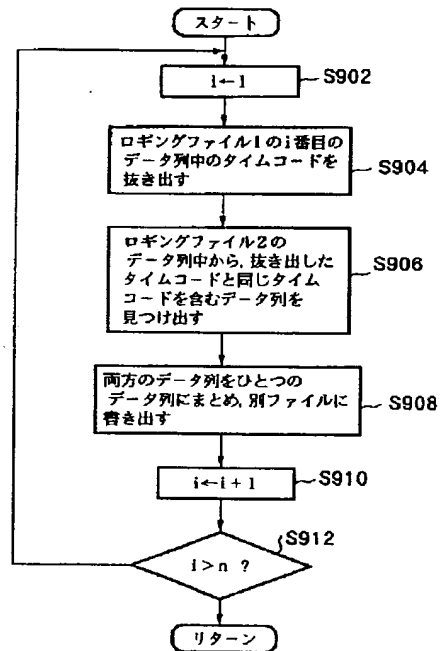 スタート
i←1
S902
ロギングファイル1のi番目の
データ列中のタイムコードを
抜き出す
S904
ロギングファイル2の
データ列中から,抜き出した
タイムコードと同じタイム
コードを含むデータ列を
見つけ出す
S906
両方のデータ列をひとつの
データ列にまとめ,別ファイルに
書き出す
S908
i←i+1
S910
S912
i>n ?
リターン